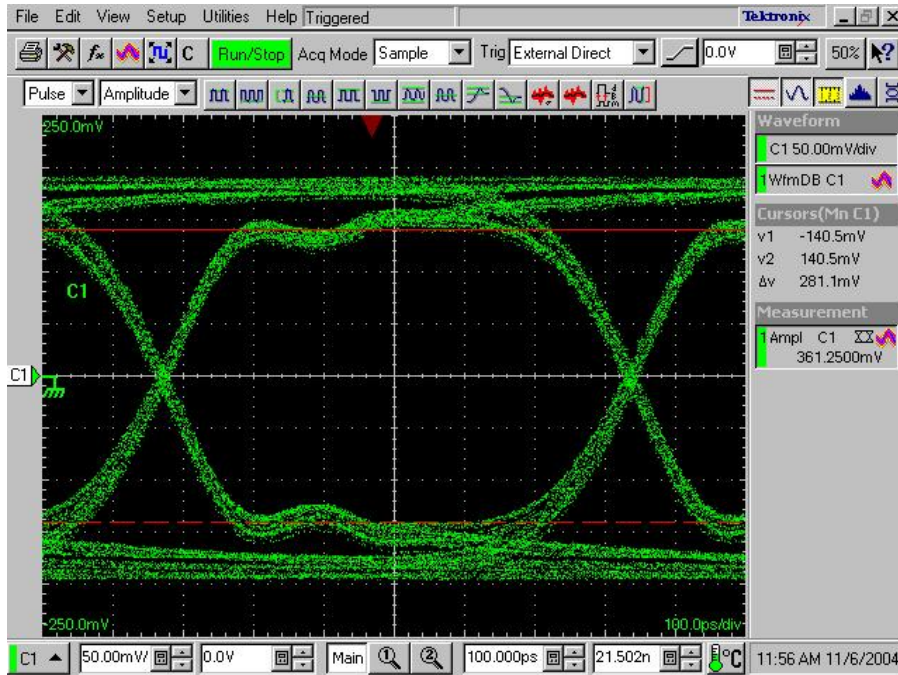 File Edit View Setup Utilities Help Triggered Tektronix
C Run/Stop Acq Mode Sample Trig External Direct 0.0V 50% ?
Pulse Amplitude
250.0mV
Waveform
C1 50.00mV/div
1 WfmDB C1
Cursors(Mn C1)
v1 -140.5mV
v2 140.5mV
Δv 281.1mV
Measurement
1 Ampl C1
361.2500mV
C1
C1
-250.0mV
100.0ps/div
C1 50.00mV/ 0.0V Main 1 2 100.000ps 21.502n °C 11:56 AM 11/6/2004